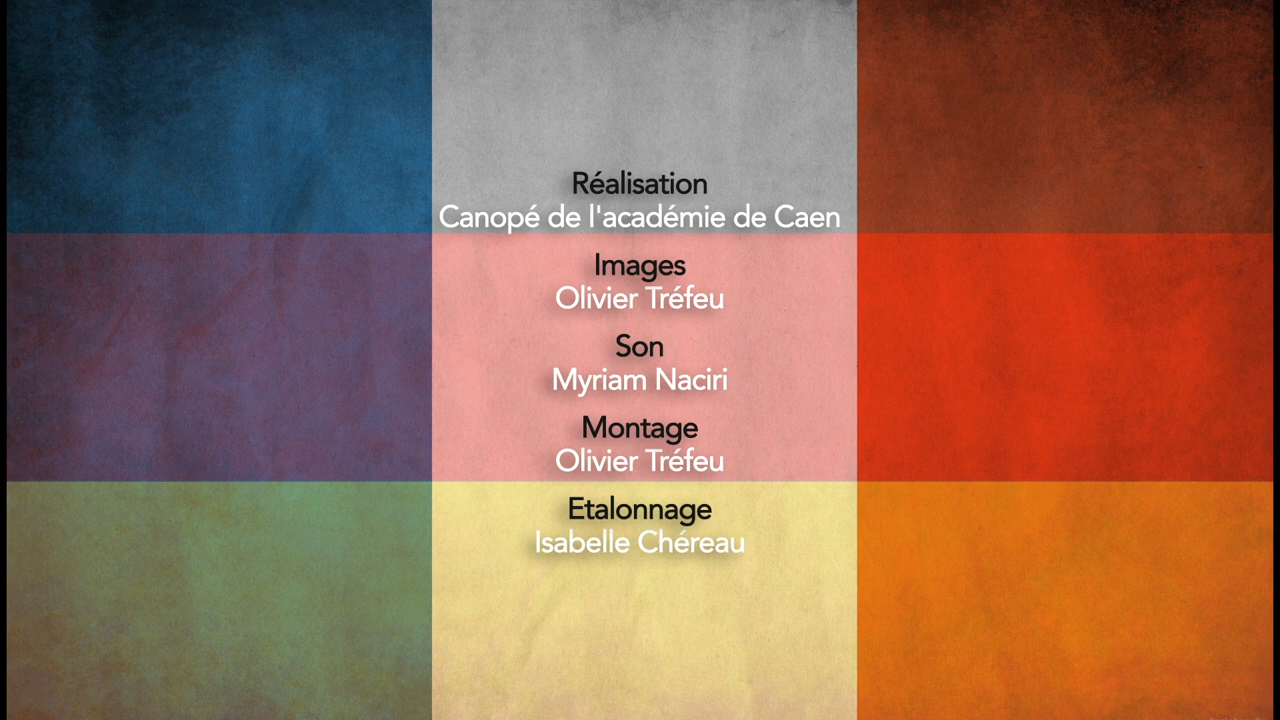 Réalisation
Canopé de l'académie de Caen
Images
Olivier Tréfeu
Son
Myriam Naciri
Montage
Olivier Tréfeu
Etalonnage
Isabelle Chéreau